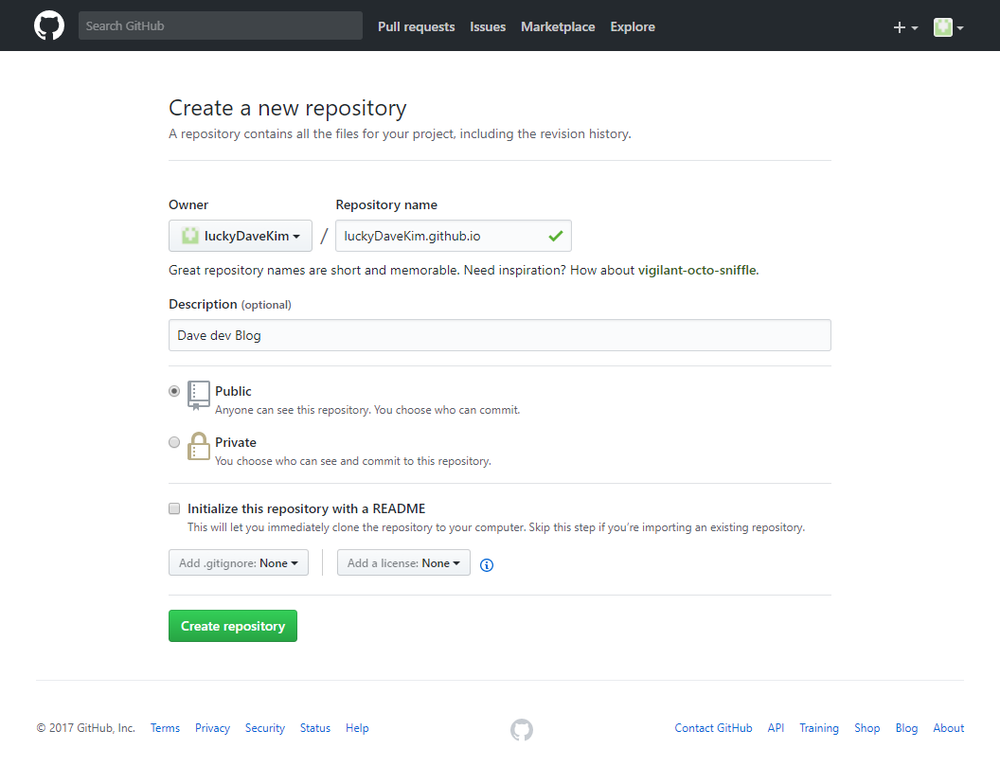 Search GitHub Pull requests Issues Marketplace Explore
Create a new repository
A repository contains all the files for your project, including the revision history.
Owner Repository name
luckyDaveKim / luckyDaveKim.github.io
Great repository names are short and memorable. Need inspiration? How about vigilant-octo-sniffle.
Description (optional)
Dave dev Blog
Public
Anyone can see this repository. You choose who can commit.
Private
You choose who can see and commit to this repository.
Initialize this repository with a README
This will let you immediately clone the repository to your computer. Skip this step if you're importing an existing repository.
Add .gitignore: None Add a license: None
Create repository
© 2017 GitHub, Inc. Terms Privacy Security Status Help Contact GitHub API Training Shop Blog About